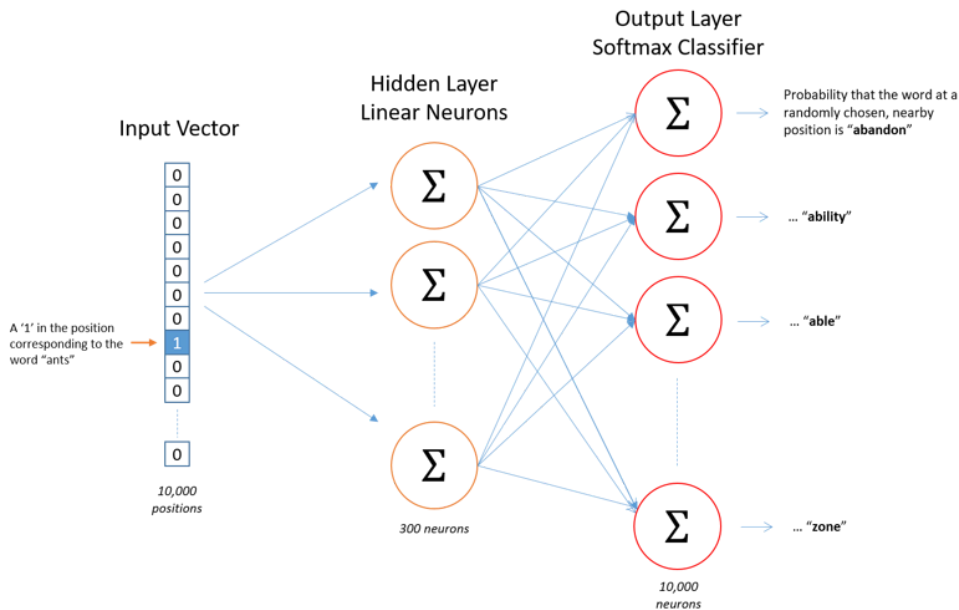 Output Layer
Softmax Classifier
Hidden Layer
Linear Neurons
Input Vector
0
0
0
0
0
0
0
1
0
0
0
A '1' in the position
corresponding to the
word "ants"
10,000
positions
Σ
Σ
Σ
300 neurons
Σ
Σ
Σ
Σ
10,000
neurons
Probability that the word at a
randomly chosen, nearby
position is "abandon"
... "ability"
... "able"
... "zone"